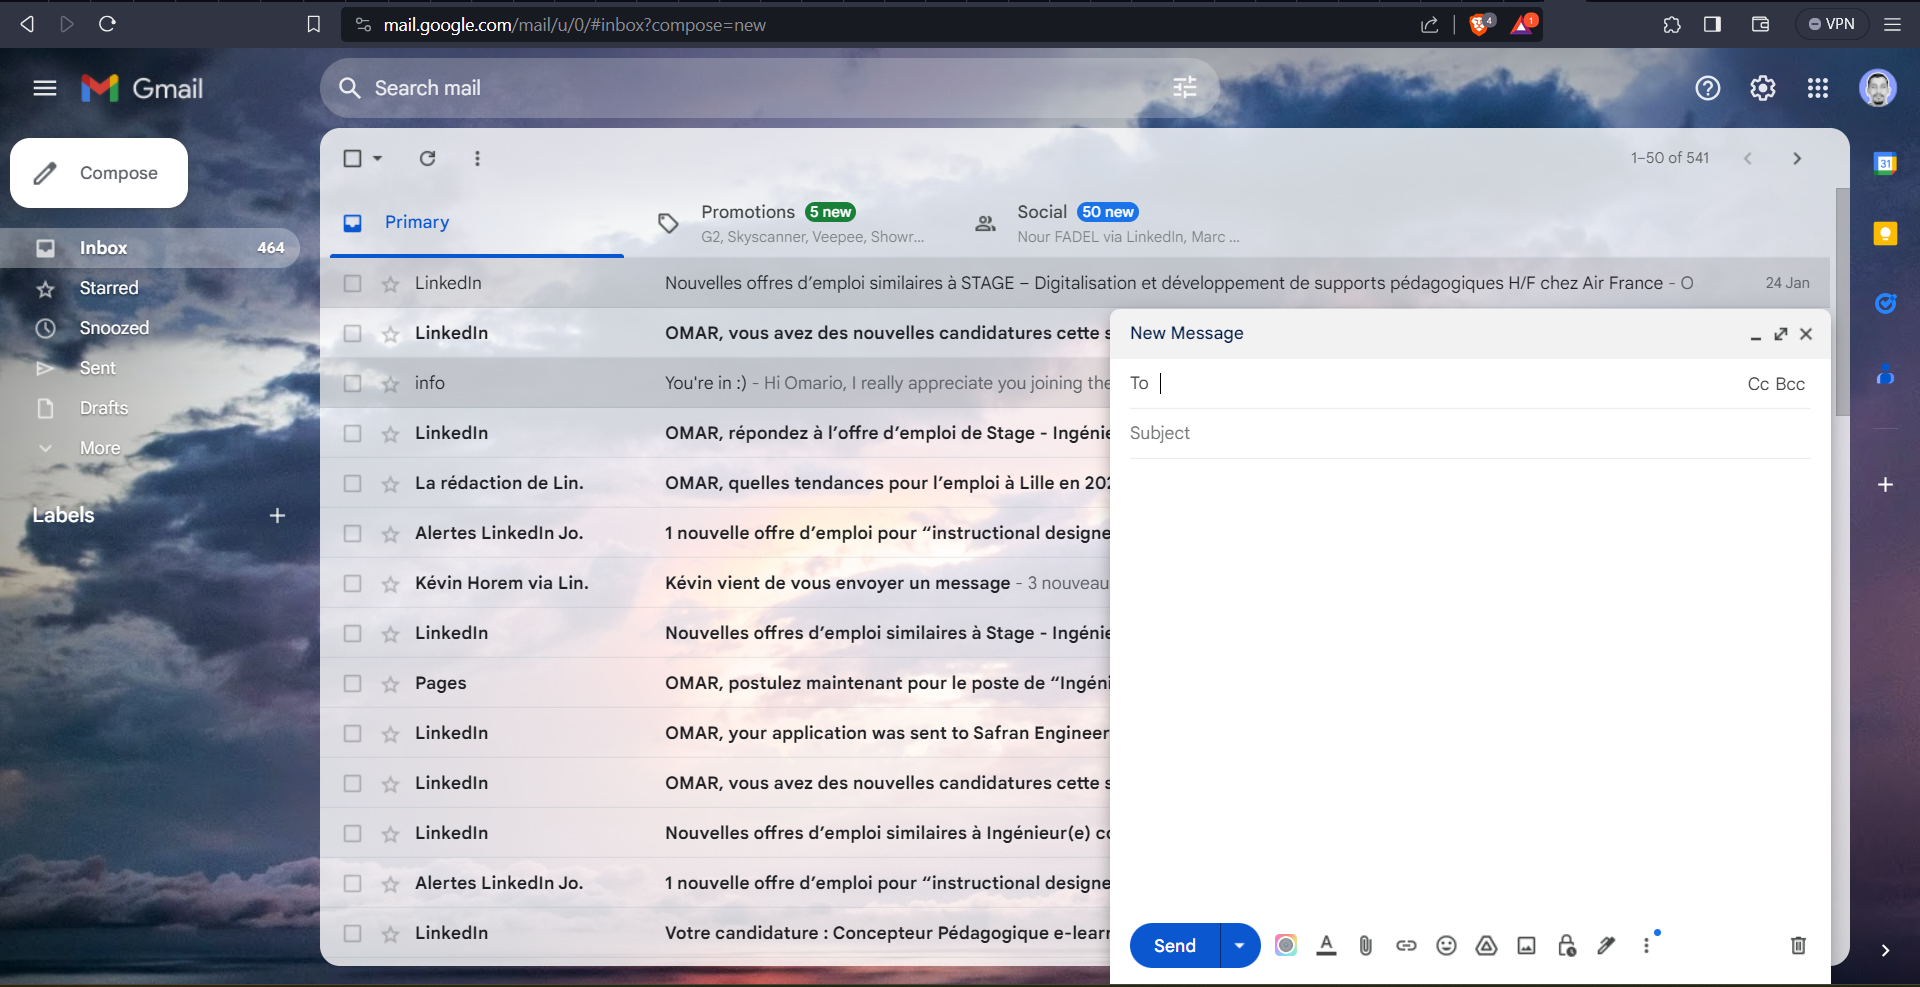 mail.google.com/mail/u/0/#inbox?compose=new
4
1
VPN
Gmail
Search mail
Compose
1–50 of 541
31
Primary
Promotions 5 new
G2, Skyscanner, Veepee, Showr...
Social 50 new
Nour FADEL via LinkedIn, Marc ...
Inbox 464
Starred
Snoozed
Sent
Drafts
More
Labels
LinkedIn Nouvelles offres d’emploi similaires à STAGE – Digitalisation et développement de supports pédagogiques H/F chez Air France - O 24 Jan
LinkedIn OMAR, vous avez des nouvelles candidatures cette s
info You're in :) - Hi Omario, I really appreciate you joining the
LinkedIn OMAR, répondez à l’offre d’emploi de Stage - Ingénie
La rédaction de Lin. OMAR, quelles tendances pour l’emploi à Lille en 202
Alertes LinkedIn Jo. 1 nouvelle offre d’emploi pour “instructional designe
Kévin Horem via Lin. Kévin vient de vous envoyer un message - 3 nouveau
LinkedIn Nouvelles offres d’emploi similaires à Stage - Ingénie
Pages OMAR, postulez maintenant pour le poste de “Ingéni
LinkedIn OMAR, your application was sent to Safran Engineer
LinkedIn OMAR, vous avez des nouvelles candidatures cette s
LinkedIn Nouvelles offres d’emploi similaires à Ingénieur(e) co
Alertes LinkedIn Jo. 1 nouvelle offre d’emploi pour “instructional designe
LinkedIn Votre candidature : Concepteur Pédagogique e-learn
New Message
To Cc Bcc
Subject
Send